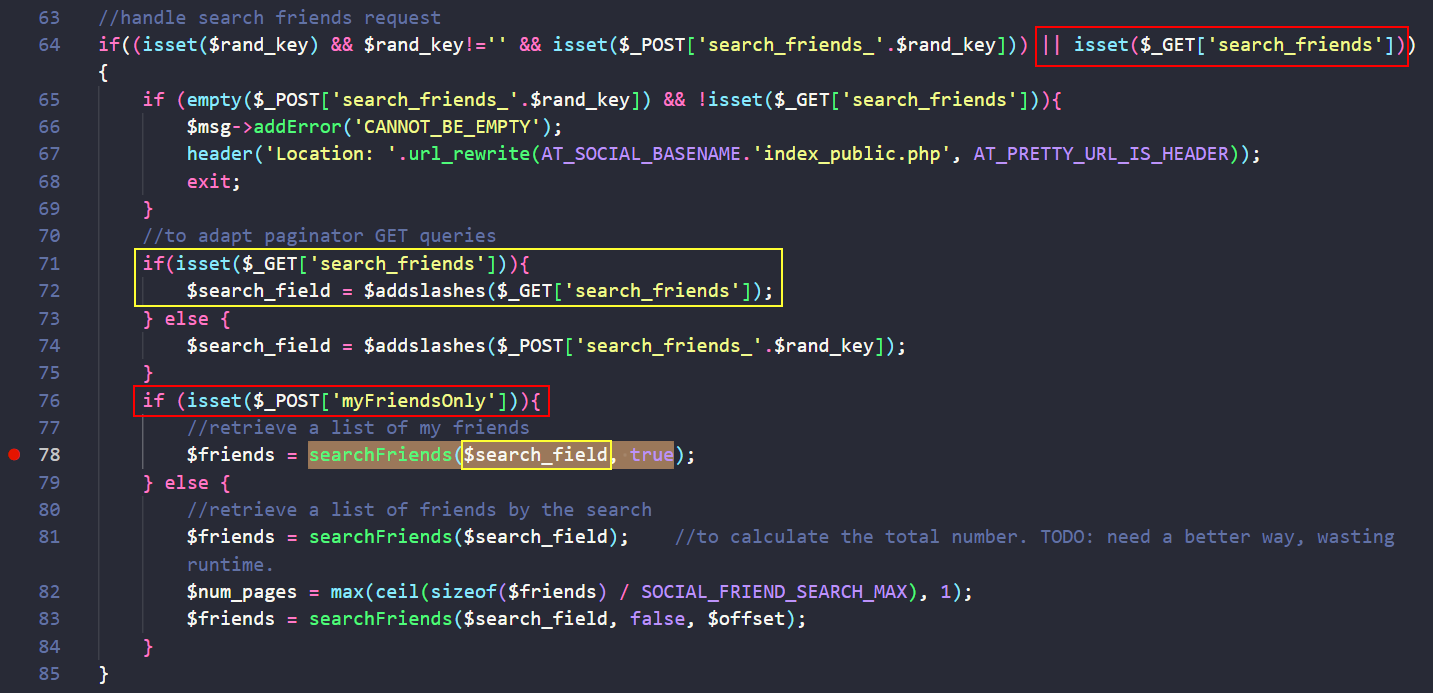 63 //handle search friends request
64 if((isset($rand_key) && $rand_key!='' && isset($_POST['search_friends_'.$rand_key])) || isset($_GET['search_friends']))
{
65 if (empty($_POST['search_friends_'.$rand_key]) && !isset($_GET['search_friends'])){
66 $msg->addError('CANNOT_BE_EMPTY');
67 header('Location: '.url_rewrite(AT_SOCIAL_BASENAME.'index_public.php', AT_PRETTY_URL_IS_HEADER));
68 exit;
69 }
70 //to adapt paginator GET queries
71 if(isset($_GET['search_friends'])){
72 $search_field = $addslashes($_GET['search_friends']);
73 } else {
74 $search_field = $addslashes($_POST['search_friends_'.$rand_key]);
75 }
76 if (isset($_POST['myFriendsOnly'])){
77 //retrieve a list of my friends
78 $friends = searchFriends($search_field, true);
79 } else {
80 //retrieve a list of friends by the search
81 $friends = searchFriends($search_field); //to calculate the total number. TODO: need a better way, wasting
runtime.
82 $num_pages = max(ceil(sizeof($friends) / SOCIAL_FRIEND_SEARCH_MAX), 1);
83 $friends = searchFriends($search_field, false, $offset);
84 }
85 }